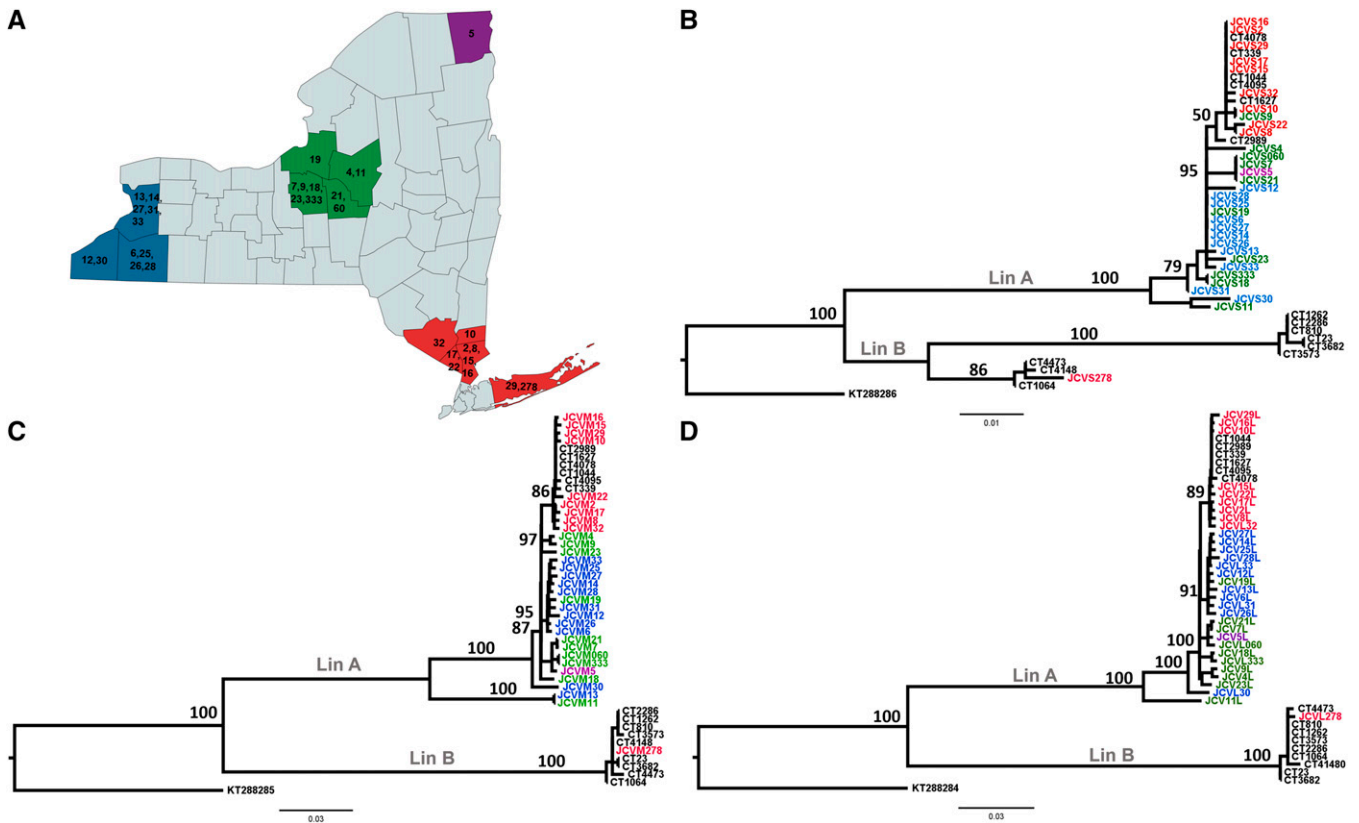 A
5
19
4,11
7,9,18,
23,333
21,
60
13,14,
27,31,
33
12,30
6,25,
26,28
32
10
2,8,
17,
15,
22
16
29,278
B
JCVS16
JCVS2
CT4078
JCVS29
CT339
JCVS17
JCVS15
CT1044
CT4095
JCVS32
CT1627
JCVS10
50
JCVS9
JCVS22
JCVS8
CT2989
JCVS4
JCVS060
JCVS7
95
JCVS5
JCVS21
JCVS12
JCVS28
JCVS25
JCVS19
JCVS6
JCVS27
JCVS14
JCVS26
JCVS13
JCVS23
79
JCVS33
JCVS333
JCVS18
Lin A
100
JCVS31
JCVS30
JCVS11
100
CT1262
CT2286
CT810
100
CT23
CT3682
CT3573
Lin B
CT4473
CT4148
86
JCVS278
CT1064
KT288286
0.01
C
JCVM16
JCVM15
JCVM29
JCVM10
CT2989
CT1627
CT4078
CT1044
CT4095
CT339
86
JCVM22
JCVM2
JCVM17
JCVM8
JCVM32
JCVM4
97
JCVM9
JCVM23
JCVM33
JCVM25
JCVM27
JCVM14
JCVM28
JCVM19
JCVM31
95
JCVM12
JCVM26
87
JCVM6
JCVM21
JCVM7
JCVM060
JCVM333
Lin A
100
JCVM5
JCVM18
JCVM30
100
JCVM13
JCVM11
100
CT2286
CT1262
CT810
CT3573
CT4148
JCVM278
Lin B
100
CT23
CT3682
CT4473
CT1064
KT288285
0.03
D
JCV29L
JCV16L
JCV10L
CT1044
CT2989
CT339
CT1627
CT4095
CT4078
89
JCV15L
JCV22L
JCV17L
JCV2L
JCV8L
JCVL32
JCV27L
JCV14L
JCV25L
JCV28L
JCVL33
JCV12L
JCV19L
91
JCV13L
JCV6L
JCVL31
JCV26L
JCV21L
JCV7L
100
JCV5L
JCVL060
JCV18L
100
JCVL333
JCV9L
Lin A
100
JCV4L
JCV23L
JCVL30
JCV11L
100
CT4473
JCVL278
CT810
CT1262
CT3573
CT2286
Lin B
100
CT1064
CT41480
CT23
CT3682
KT288284
0.03